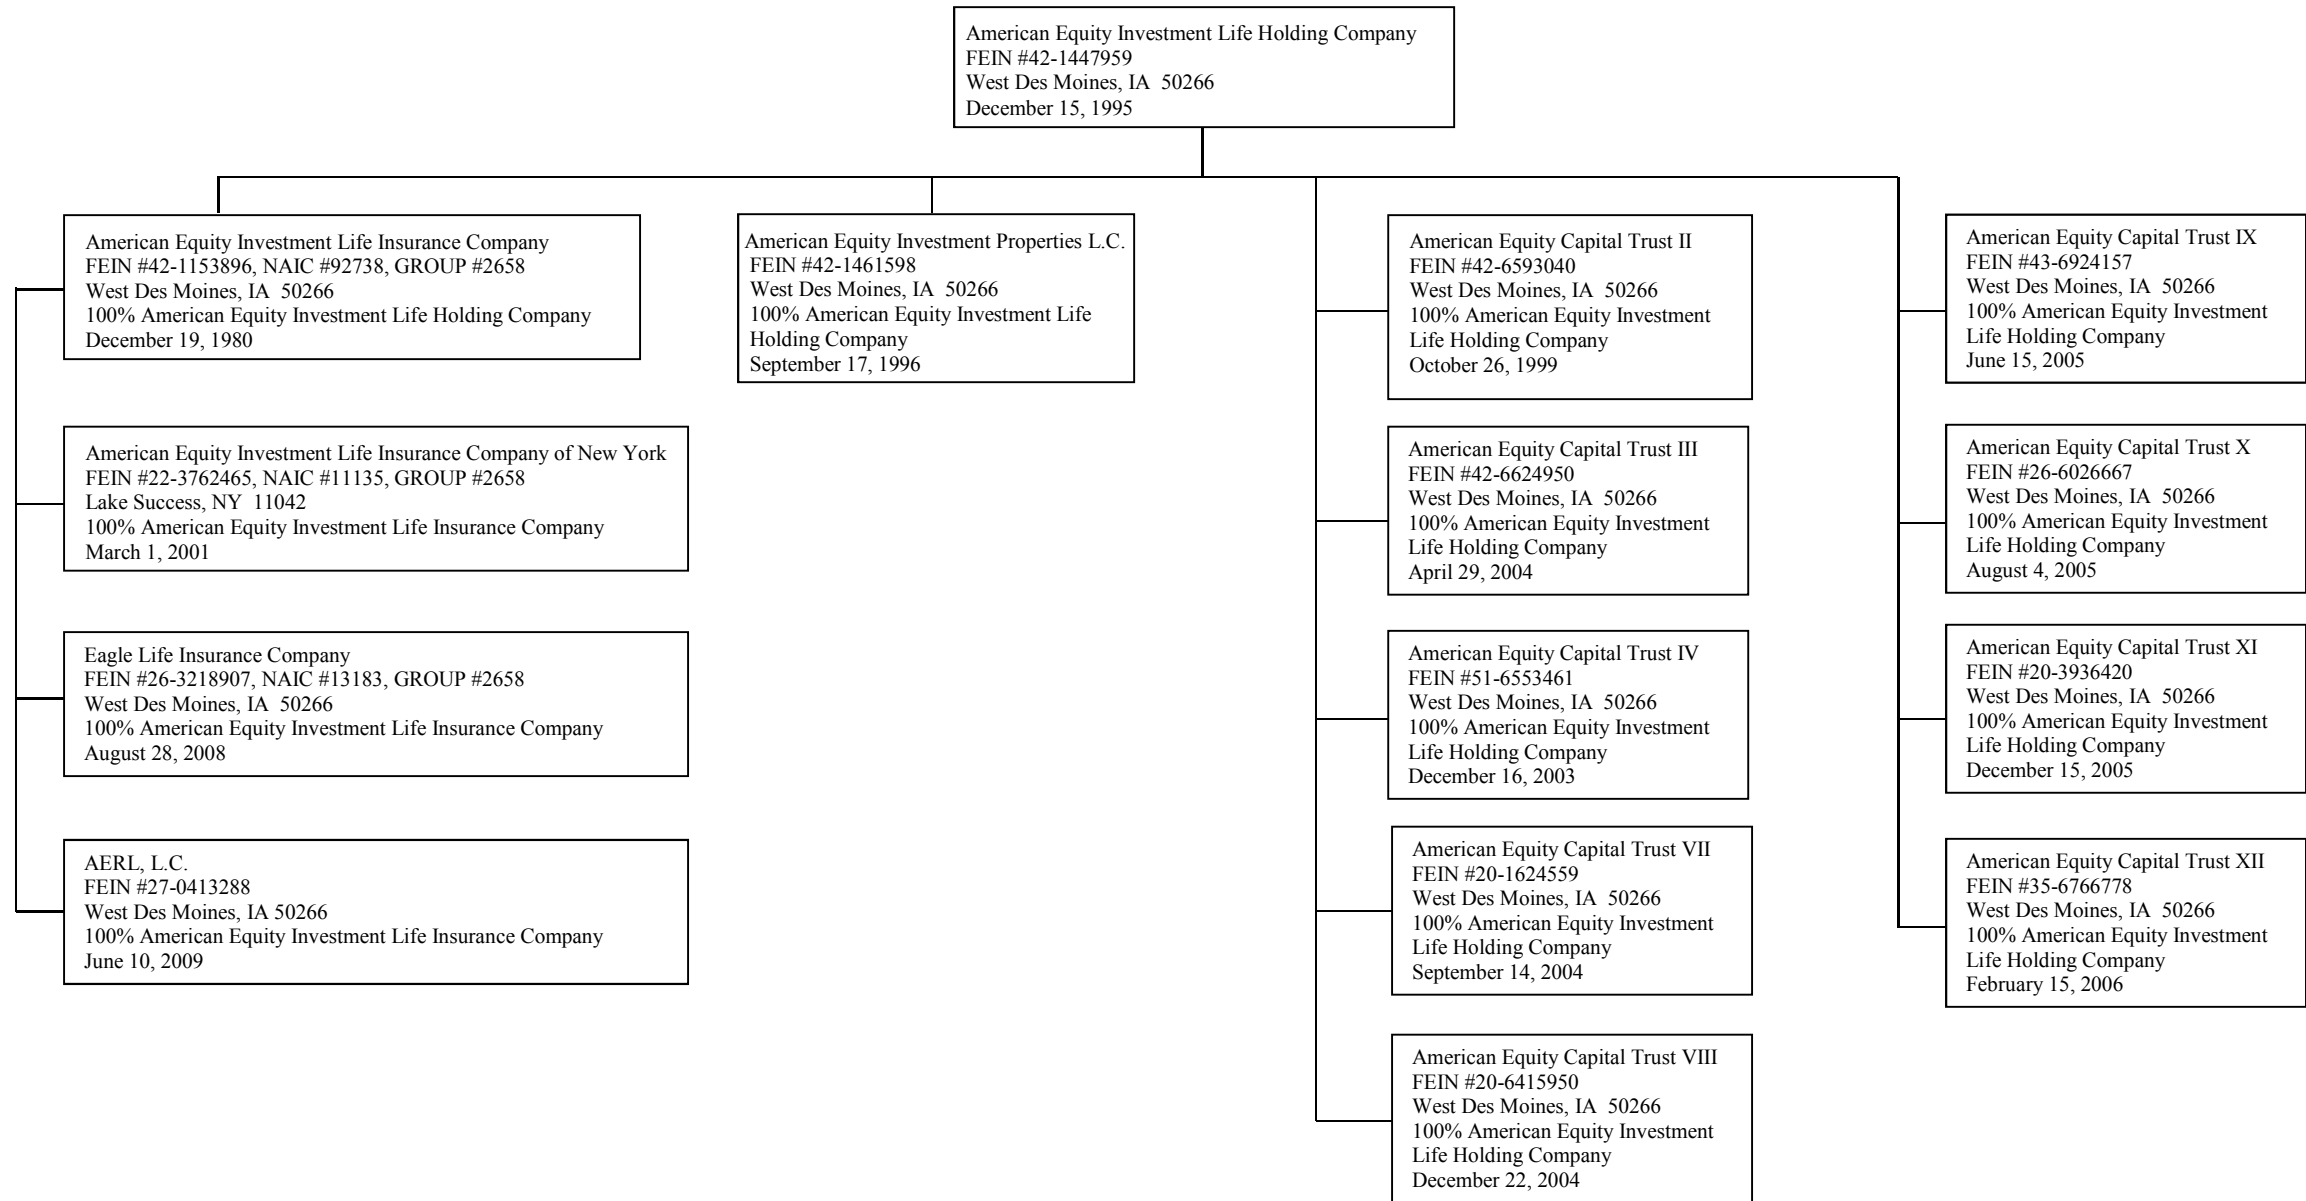 American Equity Investment Life Holding Company
FEIN #42-1447959
West Des Moines, IA  50266
December 15, 1995
American Equity Investment Life Insurance Company
FEIN #42-1153896, NAIC #92738, GROUP #2658
West Des Moines, IA  50266
100% American Equity Investment Life Holding Company
December 19, 1980
American Equity Investment Life Insurance Company of New York
FEIN #22-3762465, NAIC #11135, GROUP #2658
Lake Success, NY  11042
100% American Equity Investment Life Insurance Company
March 1, 2001
Eagle Life Insurance Company
FEIN #26-3218907, NAIC #13183, GROUP #2658
West Des Moines, IA  50266
100% American Equity Investment Life Insurance Company
August 28, 2008
AERL, L.C.
FEIN #27-0413288
West Des Moines, IA 50266
100% American Equity Investment Life Insurance Company
June 10, 2009
American Equity Investment Properties L.C.
FEIN #42-1461598
West Des Moines, IA  50266
100% American Equity Investment Life
Holding Company
September 17, 1996
American Equity Capital Trust II
FEIN #42-6593040
West Des Moines, IA  50266
100% American Equity Investment
Life Holding Company
October 26, 1999
American Equity Capital Trust III
FEIN #42-6624950
West Des Moines, IA  50266
100% American Equity Investment
Life Holding Company
April 29, 2004
American Equity Capital Trust IV
FEIN #51-6553461
West Des Moines, IA  50266
100% American Equity Investment
Life Holding Company
December 16, 2003
American Equity Capital Trust VII
FEIN #20-1624559
West Des Moines, IA  50266
100% American Equity Investment
Life Holding Company
September 14, 2004
American Equity Capital Trust VIII
FEIN #20-6415950
West Des Moines, IA  50266
100% American Equity Investment
Life Holding Company
December 22, 2004
American Equity Capital Trust IX
FEIN #43-6924157
West Des Moines, IA  50266
100% American Equity Investment
Life Holding Company
June 15, 2005
American Equity Capital Trust X
FEIN #26-6026667
West Des Moines, IA  50266
100% American Equity Investment
Life Holding Company
August 4, 2005
American Equity Capital Trust XI
FEIN #20-3936420
West Des Moines, IA  50266
100% American Equity Investment
Life Holding Company
December 15, 2005
American Equity Capital Trust XII
FEIN #35-6766778
West Des Moines, IA  50266
100% American Equity Investment
Life Holding Company
February 15, 2006